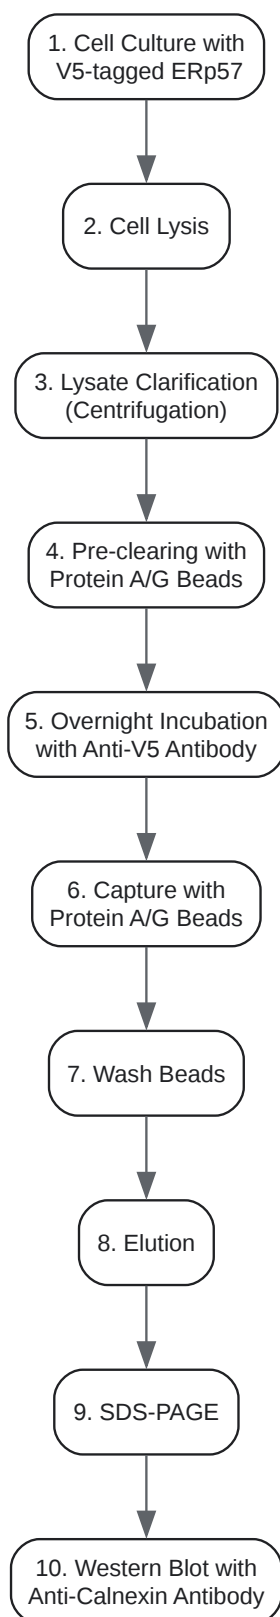 1. Cell Culture with
V5-tagged ERp57
2. Cell Lysis
3. Lysate Clarification
(Centrifugation)
4. Pre-clearing with
Protein A/G Beads
5. Overnight Incubation
with Anti-V5 Antibody
6. Capture with
Protein A/G Beads
7. Wash Beads
8. Elution
9. SDS-PAGE
10. Western Blot with
Anti-Calnexin Antibody